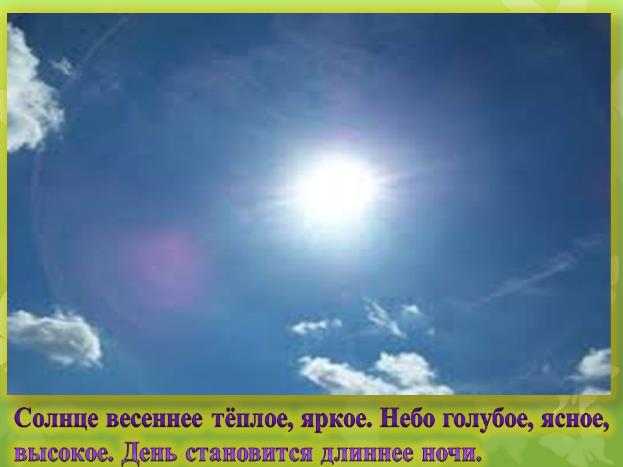 Солнце весеннее тёплое, яркое. Небо голубое, ясное,
высокое. День становится длиннее ночи.